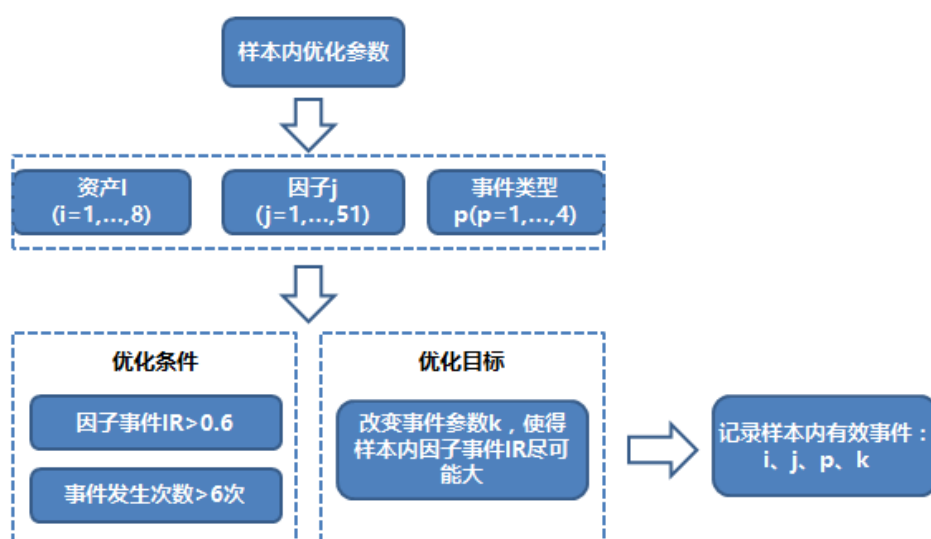 样本内优化参数
资产I
(i=1,...,8)
因子j
(j=1,...,51)
事件类型
p(p=1,...,4)
优化条件
因子事件IR>0.6
事件发生次数>6次
优化目标
改变事件参数k，使得
样本内因子事件IR尽可
能大
记录样本内有效事件：
i、j、p、k